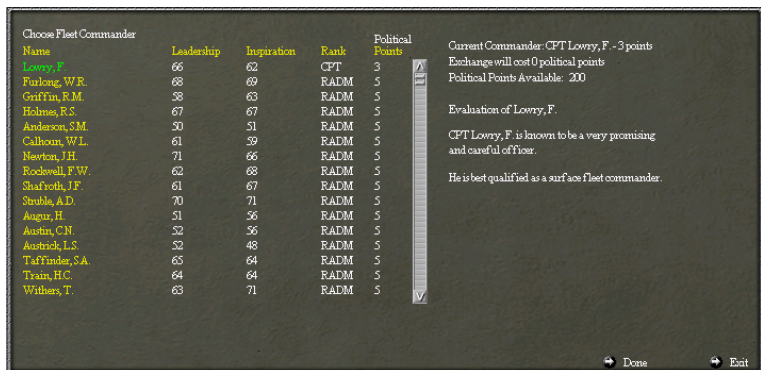 Choose Fleet Commander
Name Leadership Inspiration Rank Political Points
Lowry, F. 66 62 CPT 3
Furlong, W.R. 68 69 RADM 5
Griffin, R.M. 58 63 RADM 5
Holmes, R.S. 67 67 RADM 5
Anderson, S.M. 50 51 RADM 5
Calhoun, W.L. 61 59 RADM 5
Newton, J.H. 71 66 RADM 5
Rockwell, F.W. 62 68 RADM 5
Shafroth, J.F. 61 67 RADM 5
Struble, A.D. 70 71 RADM 5
Augur, H. 51 56 RADM 5
Austin, C.N. 52 56 RADM 5
Austrick, L.S. 52 48 RADM 5
Taffinder, S.A. 65 64 RADM 5
Train, H.C. 64 64 RADM 5
Withers, T. 63 71 RADM 5
Current Commander: CPT Lowry, F. - 3 points
Exchange will cost 0 political points
Political Points Available: 200
Evaluation of Lowry, F.
CPT Lowry, F. is known to be a very promising
and careful officer.
He is best qualified as a surface fleet commander.
Done
Exit